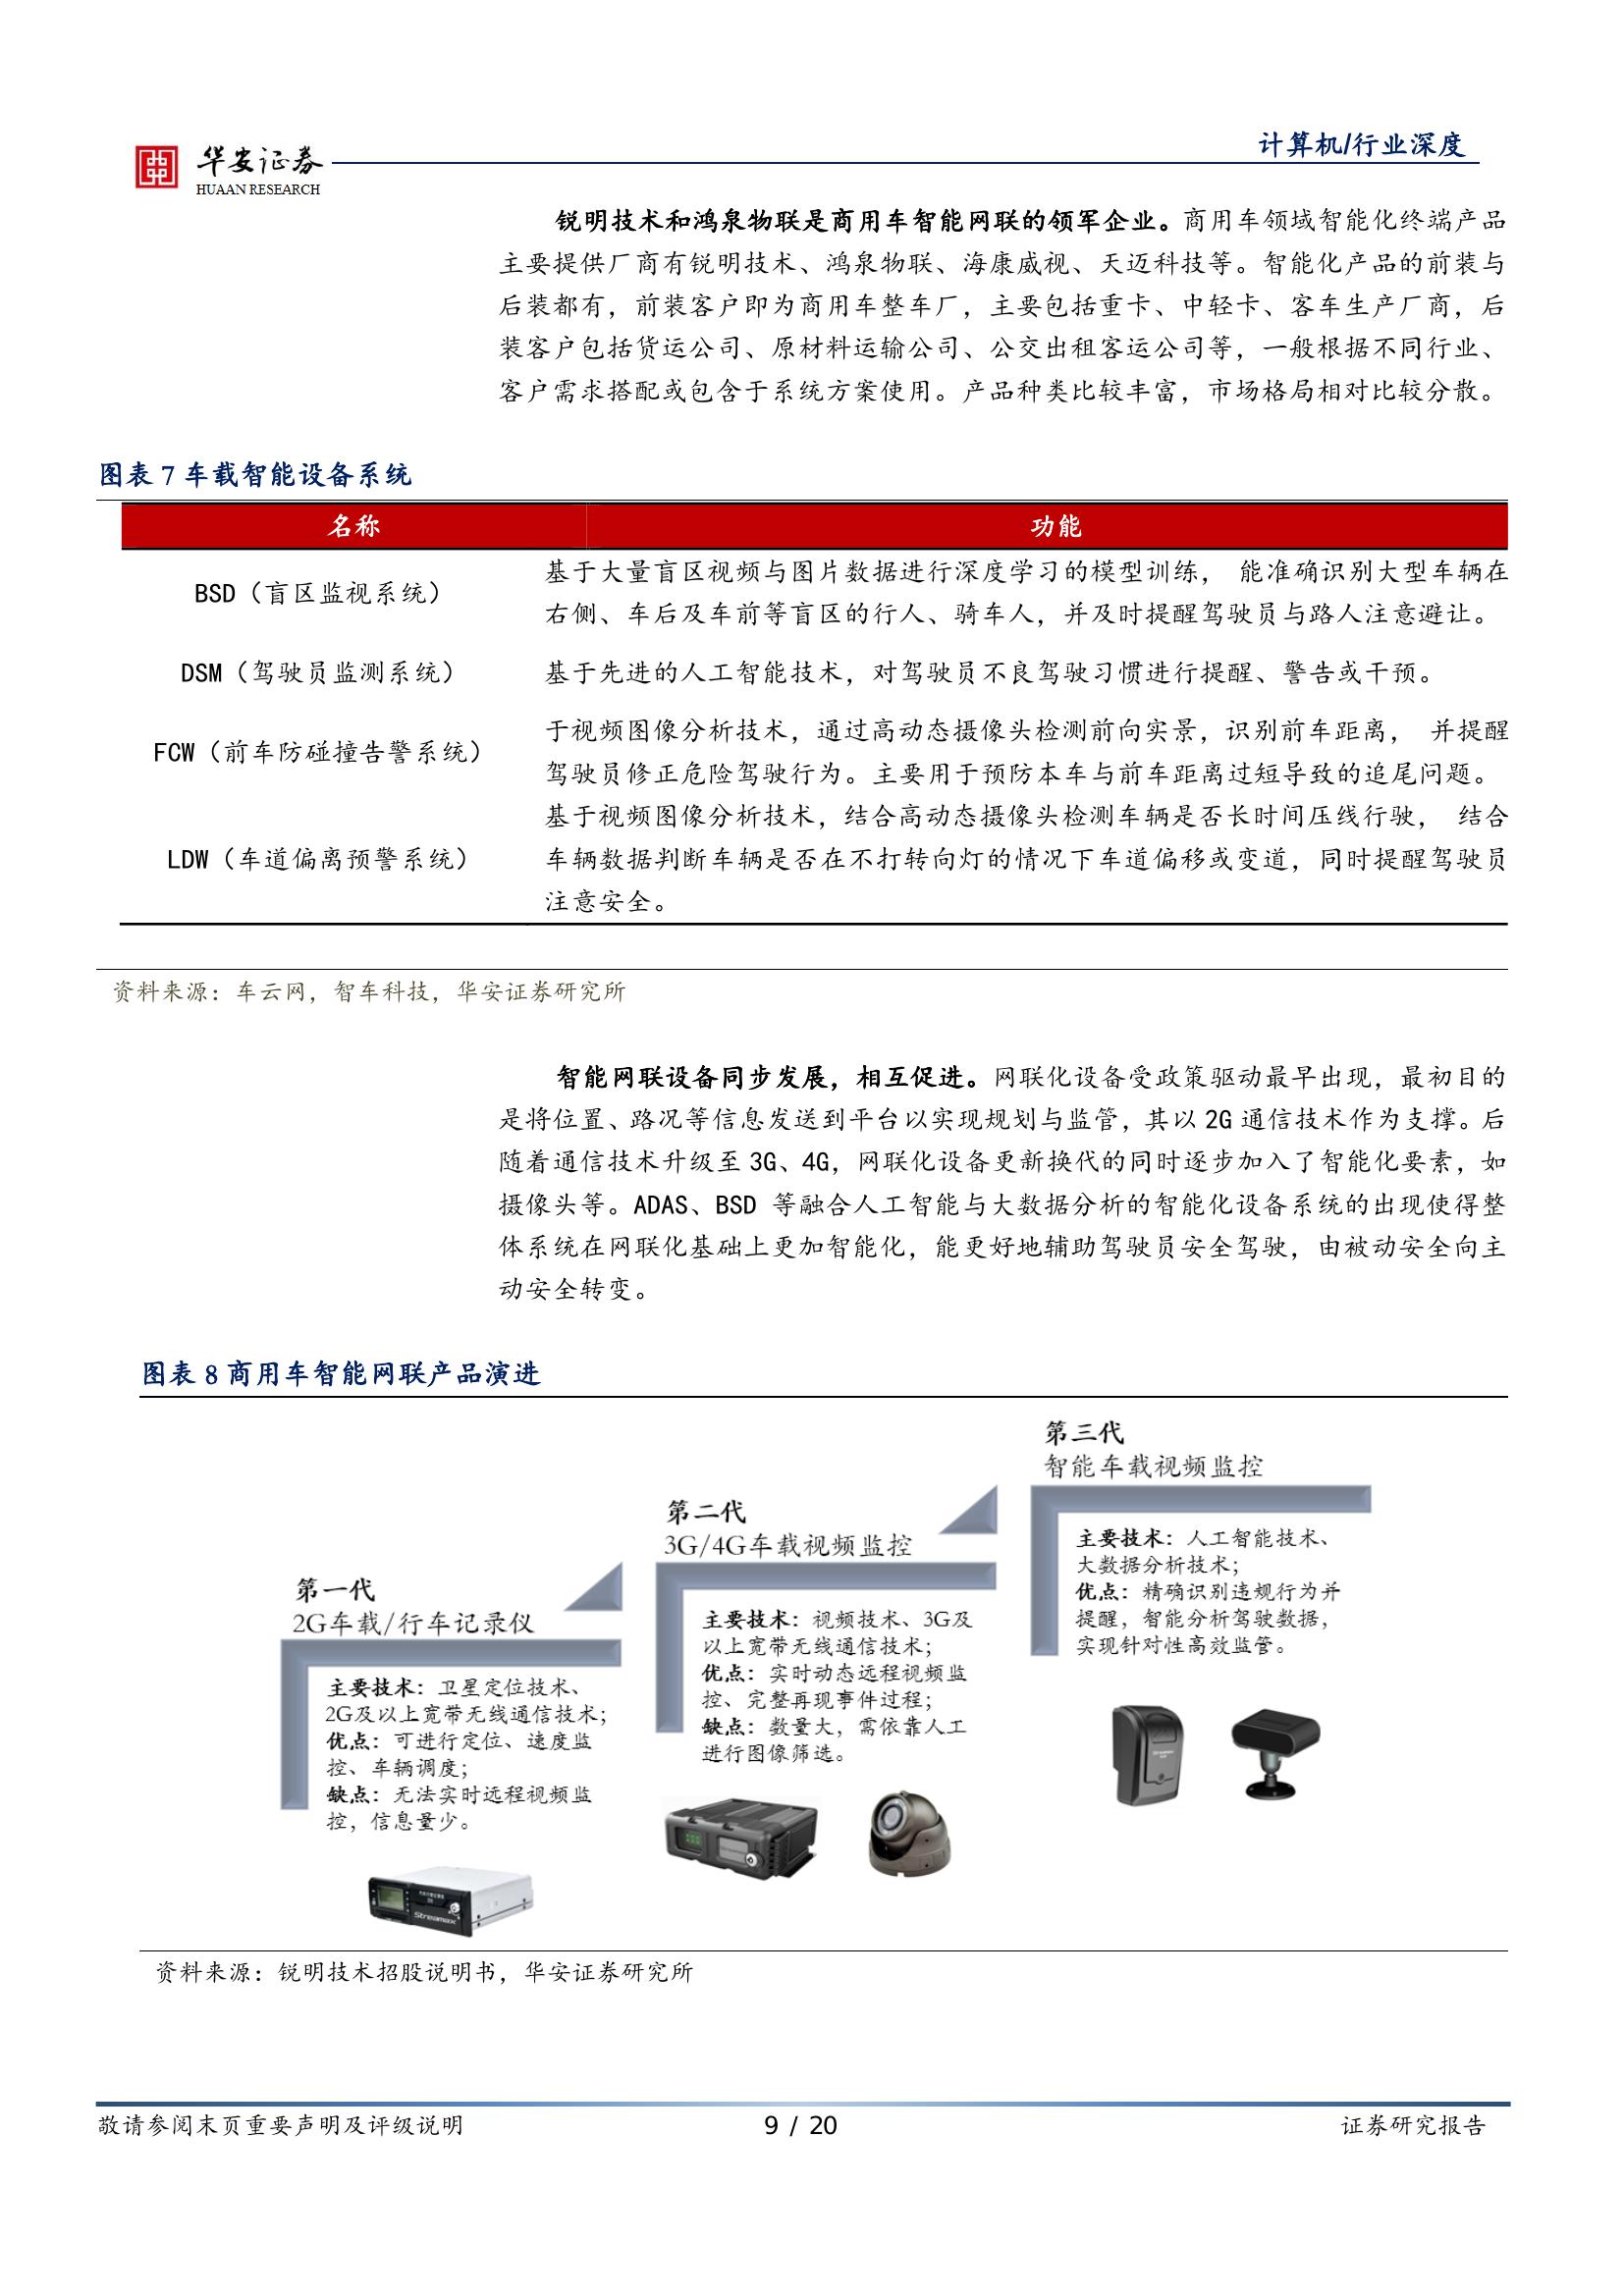 华安证券
HUAAN RESEARCH
计算机/行业深度
锐明技术和鸿泉物联是商用车智能网联的领军企业。商用车领域智能化终端产品
主要提供厂商有锐明技术、鸿泉物联、海康威视、天迈科技等。智能化产品的前装与
后装都有，前装客户即为商用车整车厂，主要包括重卡、中轻卡、客车生产厂商，后
装客户包括货运公司、原材料运输公司、公交出租客运公司等，一般根据不同行业、
客户需求搭配或包含于系统方案使用。产品种类比较丰富，市场格局相对比较分散。
图表 7 车载智能设备系统
名称 功能
BSD（盲区监视系统）
基于大量盲区视频与图片数据进行深度学习的模型训练， 能准确识别大型车辆在
右侧、车后及车前等盲区的行人、骑车人，并及时提醒驾驶员与路人注意避让。
DSM（驾驶员监测系统）
基于先进的人工智能技术，对驾驶员不良驾驶习惯进行提醒、警告或干预。
FCW（前车防碰撞告警系统）
于视频图像分析技术，通过高动态摄像头检测前向实景，识别前车距离， 并提醒
驾驶员修正危险驾驶行为。主要用于预防本车与前车距离过短导致的追尾问题。
LDW（车道偏离预警系统）
基于视频图像分析技术，结合高动态摄像头检测车辆是否长时间压线行驶， 结合
车辆数据判断车辆是否在不打转向灯的情况下车道偏移或变道，同时提醒驾驶员
注意安全。
资料来源：车云网，智车科技，华安证券研究所
智能网联设备同步发展，相互促进。网联化设备受政策驱动最早出现，最初目的
是将位置、路况等信息发送到平台以实现规划与监管，其以 2G 通信技术作为支撑。后
随着通信技术升级至 3G、4G，网联化设备更新换代的同时逐步加入了智能化要素，如
摄像头等。ADAS、BSD 等融合人工智能与大数据分析的智能化设备系统的出现使得整
体系统在网联化基础上更加智能化，能更好地辅助驾驶员安全驾驶，由被动安全向主
动安全转变。
图表 8 商用车智能网联产品演进
第一代
2G车载/行车记录仪
主要技术：卫星定位技术、
2G及以上宽带无线通信技术；
优点：可进行定位、速度监
控、车辆调度；
缺点：无法实时远程视频监
控，信息量少。
Streamax
第二代
3G/4G车载视频监控
主要技术：视频技术、3G及
以上宽带无线通信技术；
优点：实时动态远程视频监
控、完整再现事件过程；
缺点：数量大，需依靠人工
进行图像筛选。
第三代
智能车载视频监控
主要技术：人工智能技术、
大数据分析技术；
优点：精确识别违规行为并
提醒，智能分析驾驶数据，
实现针对性高效监管。
资料来源：锐明技术招股说明书，华安证券研究所
敬请参阅末页重要声明及评级说明
9 / 20
证券研究报告